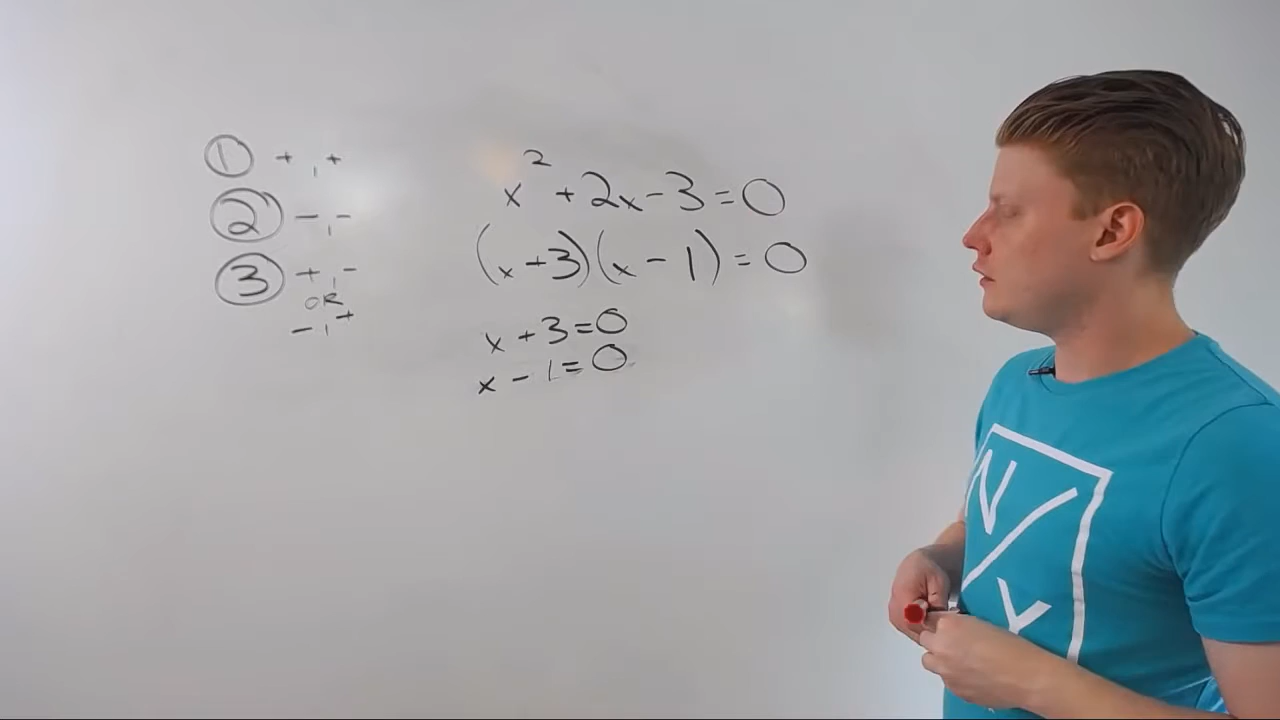 ① + , +
② - , -
③ + , -
OR
- , +
x² + 2x - 3 = 0
(x + 3)(x - 1) = 0
x + 3 = 0
x - 1 = 0
N
Y